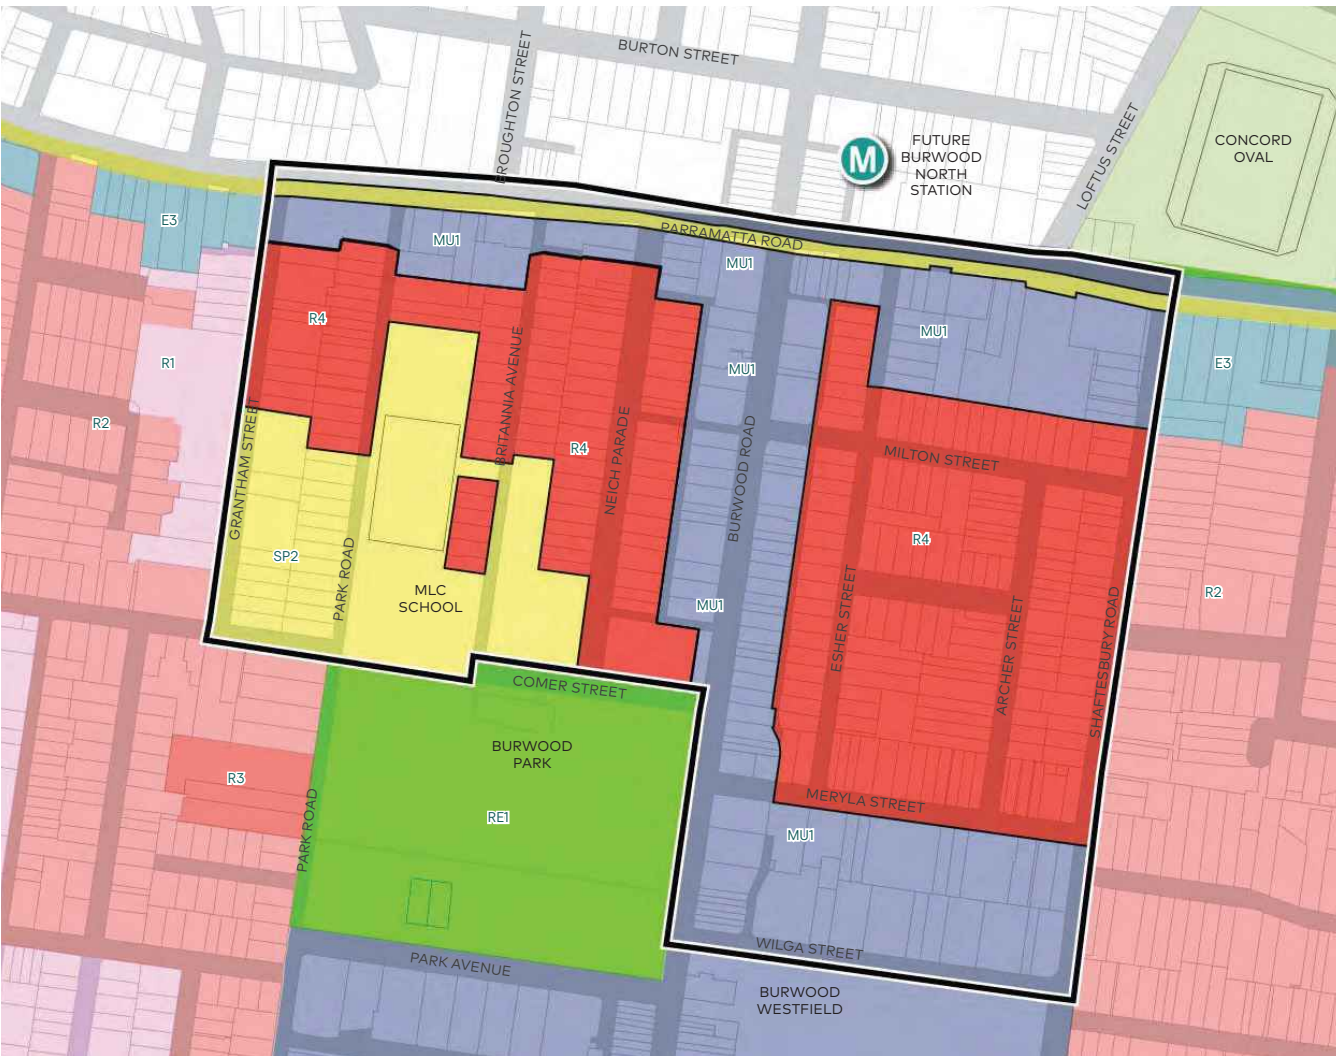 BURTON STREET
BROUGHTON STREET
LOFTUS STREET
CONCORD
OVAL
M
FUTURE
BURWOOD
NORTH
STATION
E3
MU1
PARRAMATTA ROAD
MU1
R4
MU1
E3
R1
MU1
R2
GRANTHAM STREET
BRITANNIA AVENUE
R4
NEICH PARADE
BURWOOD ROAD
MILTON STREET
SP2
PARK ROAD
MLC
SCHOOL
MU1
R4
ESHER STREET
ARCHER STREET
SHAFTESBURY ROAD
R2
COMER STREET
BURWOOD
PARK
R3
PARK ROAD
RE1
MERYLA STREET
MU1
WILGA STREET
PARK AVENUE
BURWOOD
WESTFIELD